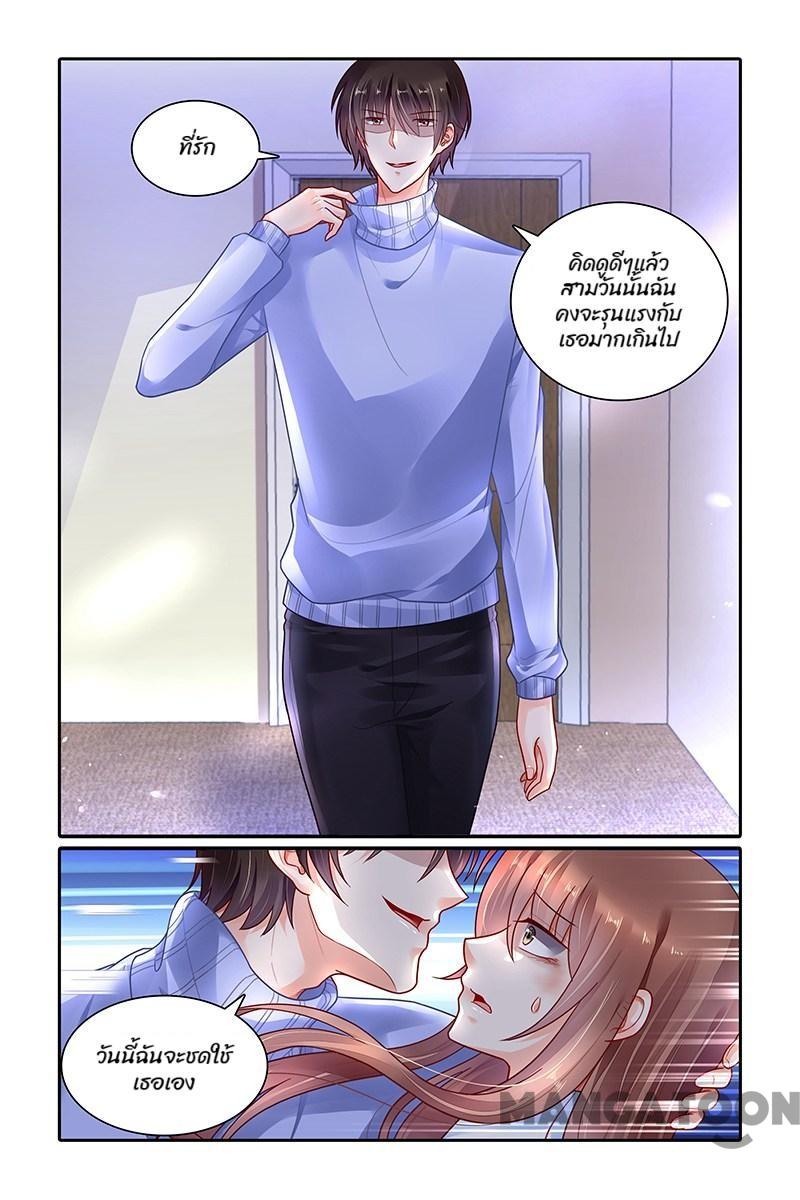 ที่รัก
คิดดูดีๆแล้ว
สามวันนั้นฉัน
คงจะรุนแรงกับ
เธอมากเกินไป
วันนี้ฉันจะชดใช้
เธอเอง
MANGATOON